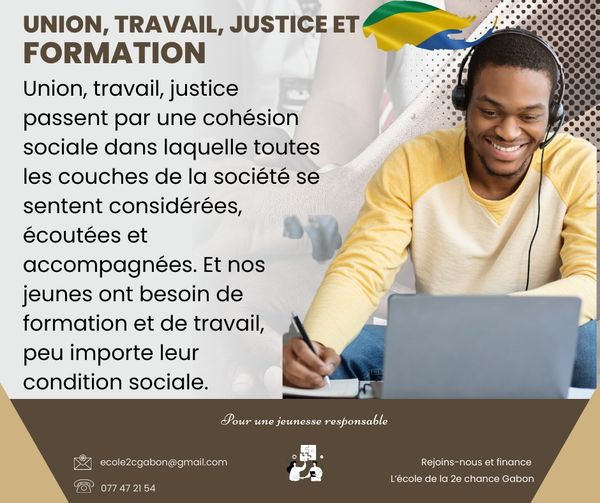 UNION, TRAVAIL, JUSTICE ET
FORMATION
Union, travail, justice
passent par une cohésion
sociale dans laquelle toutes
les couches de la société se
sentent considérées,
écoutées et
accompagnées. Et nos
jeunes ont besoin de
formation et de travail,
peu importe leur
condition sociale.
Pour une jeunesse responsable
ecole2cgabon@gmail.com
077 47 21 54
Rejoins-nous et finance
L'école de la 2e chance Gabon